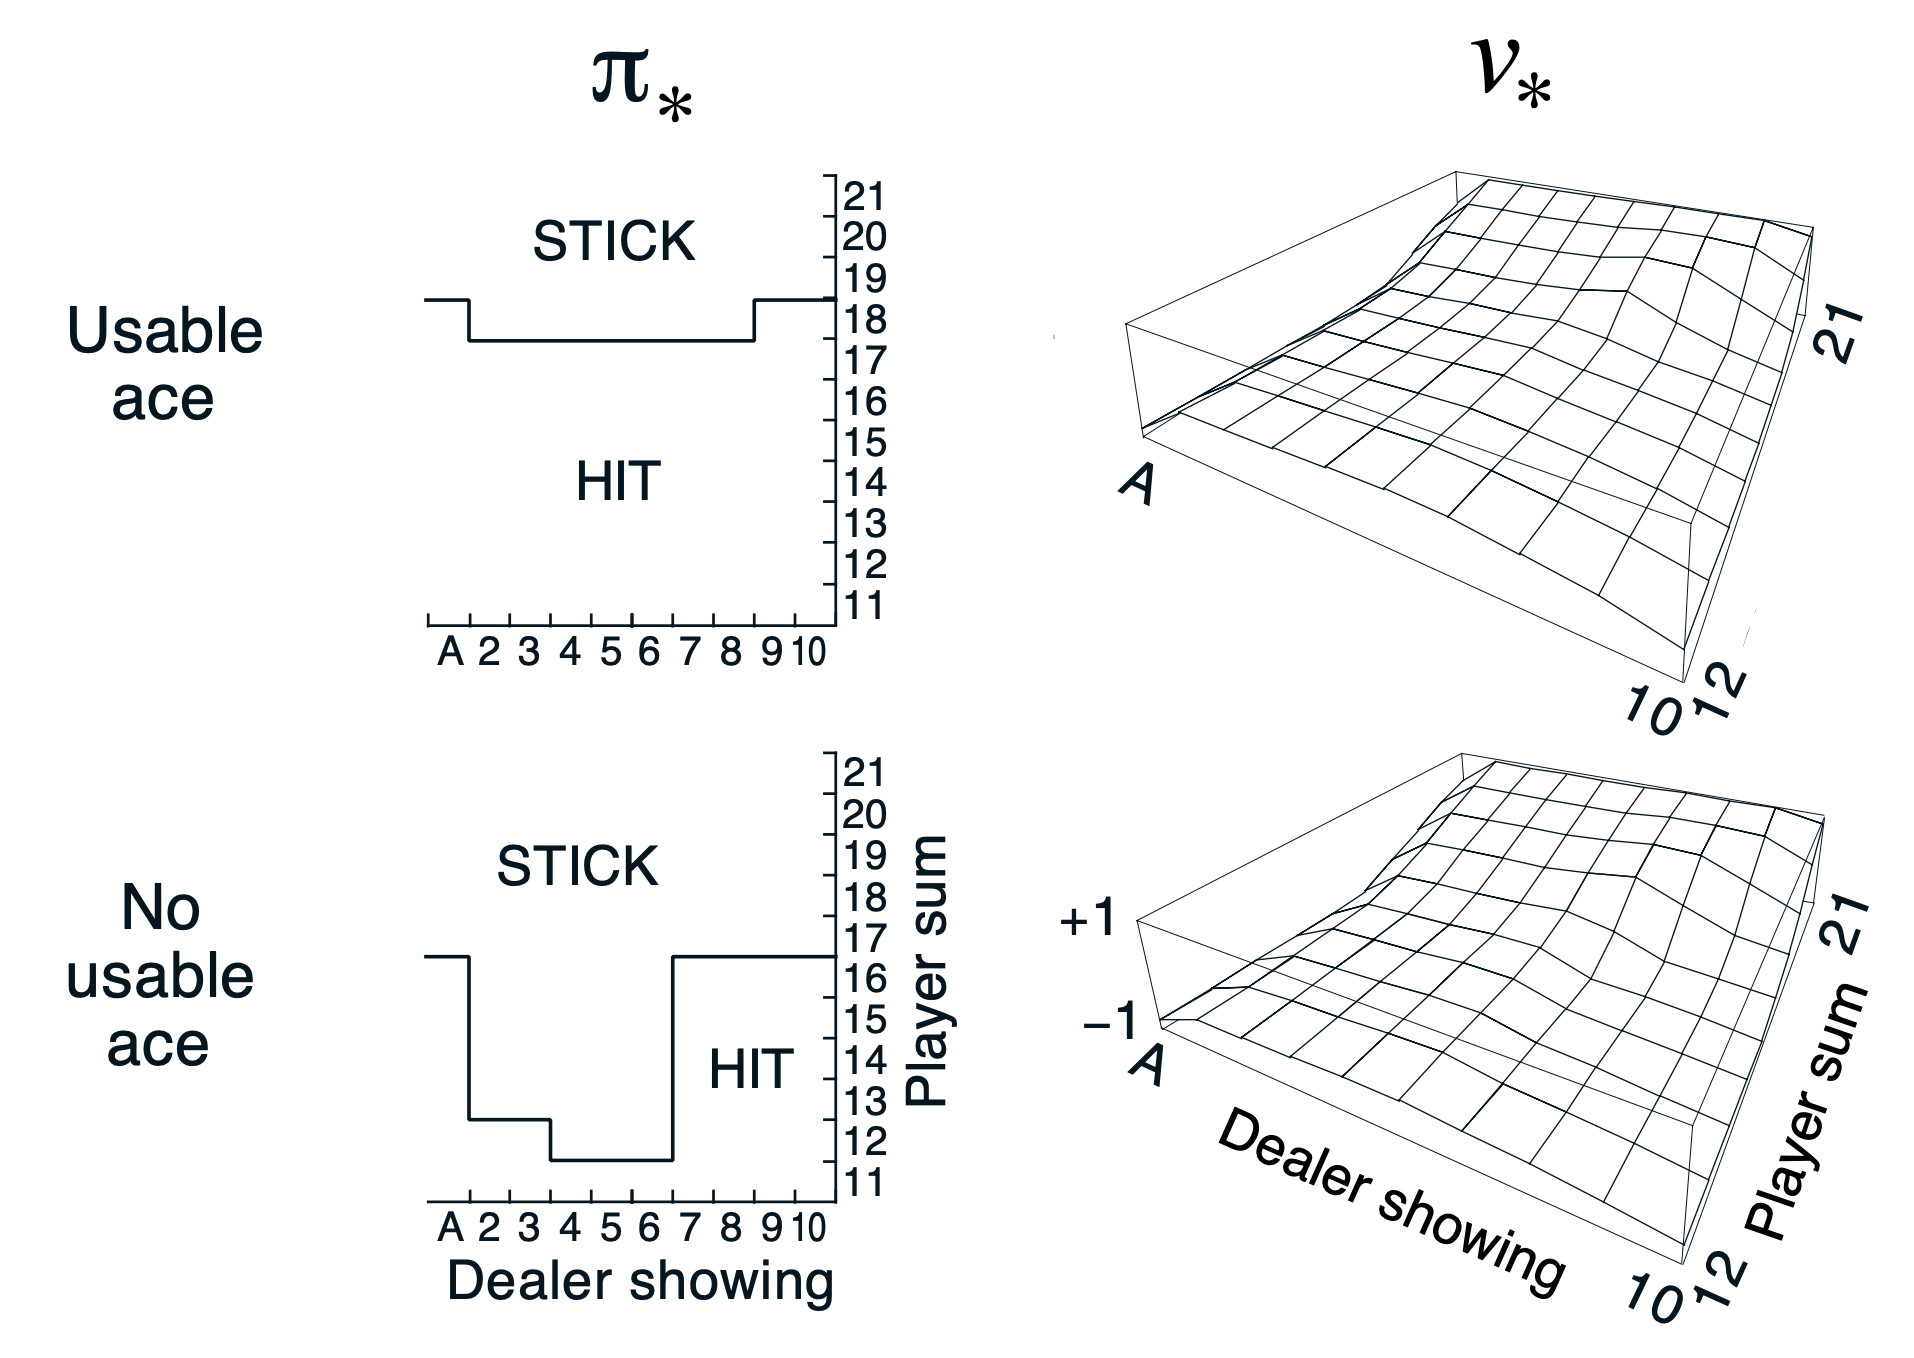 π*
v*
Usable
ace
STICK
HIT
21
20
19
18
17
16
15
14
13
12
11
A 2 3 4 5 6 7 8 9 10
A
10
12
21
No
usable
ace
STICK
HIT
21
20
19
18
17
16
15
14
13
12
11
Player sum
A 2 3 4 5 6 7 8 9 10
Dealer showing
+1
−1
A
Dealer showing
10
12
Player sum
21